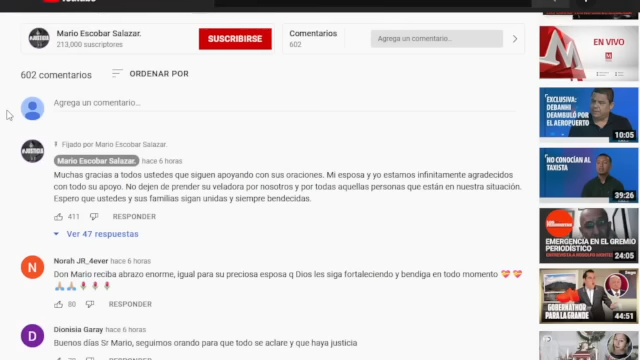 Mario Escobar Salazar.
213,000 suscriptores
SUSCRIBIRSE
Comentarios
602
Agrega un comentario...
602 comentarios
ORDENAR POR
Agrega un comentario...
Fijado por Mario Escobar Salazar.
Mario Escobar Salazar. hace 6 horas
Muchas gracias a todos ustedes que siguen apoyando con sus oraciones. Mi esposa y yo estamos infinitamente agradecidos
con todo su apoyo. No dejen de prender su veladora por nosotros y por todas aquellas personas que están en nuestra situación.
Espero que ustedes y sus familias sigan unidas y siempre bendecidas.
411 RESPONDER
Ver 47 respuestas
N
Norah JR_4ever hace 6 horas
Don Mario reciba abrazo enorme, igual para su preciosa esposa q Dios les siga fortaleciendo y bendiga en todo momento 💝💝
🙏🏼🙏🏼🌹🌹🌹
80 RESPONDER
D
Dionisia Garay hace 6 horas
Buenos días Sr Mario, seguimos orando para que todo se aclare y que haya justicia
EN VIVO
EXCLUSIVA:
DEBANHI
DEAMBULÓ POR
EL AEROPUERTO
10:05
NO CONOCÍAN AL
TAXISTA
39:26
EMERGENCIA EN EL GREMIO
PERIODÍSTICO
24:05
GOBERNATHOR
PARA LA GRANDE
44:51